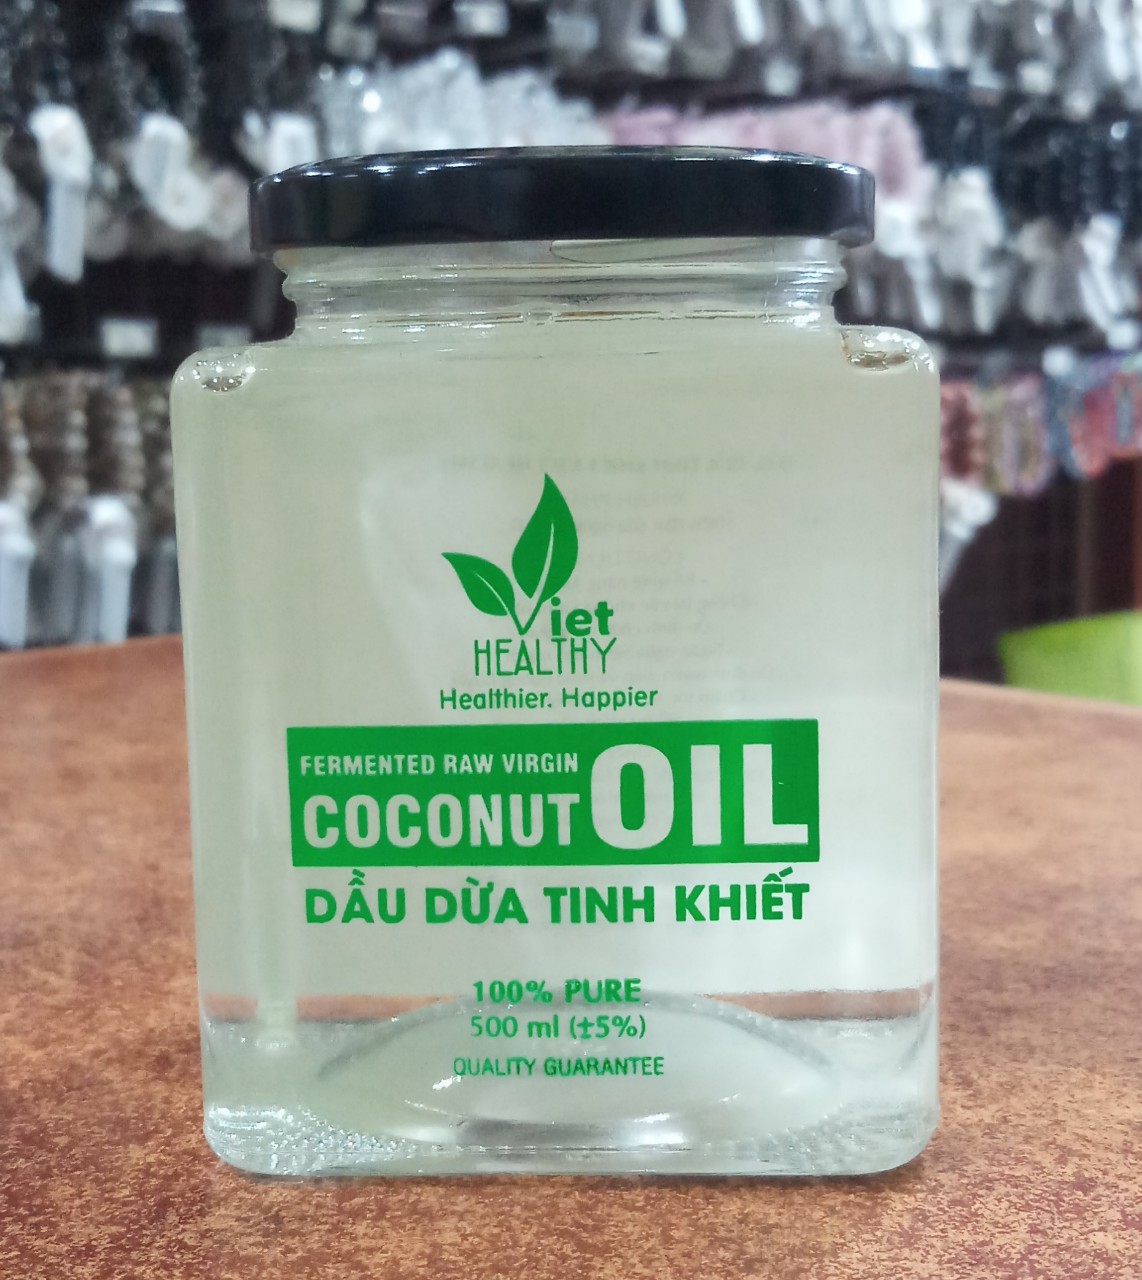 Viet
HEALTHY
Healthier. Happier
FERMENTED RAW VIRGIN
COCONUT OIL
DẦU DỪA TINH KHIẾT
100% PURE
500 ml (±5%)
QUALITY GUARANTEE